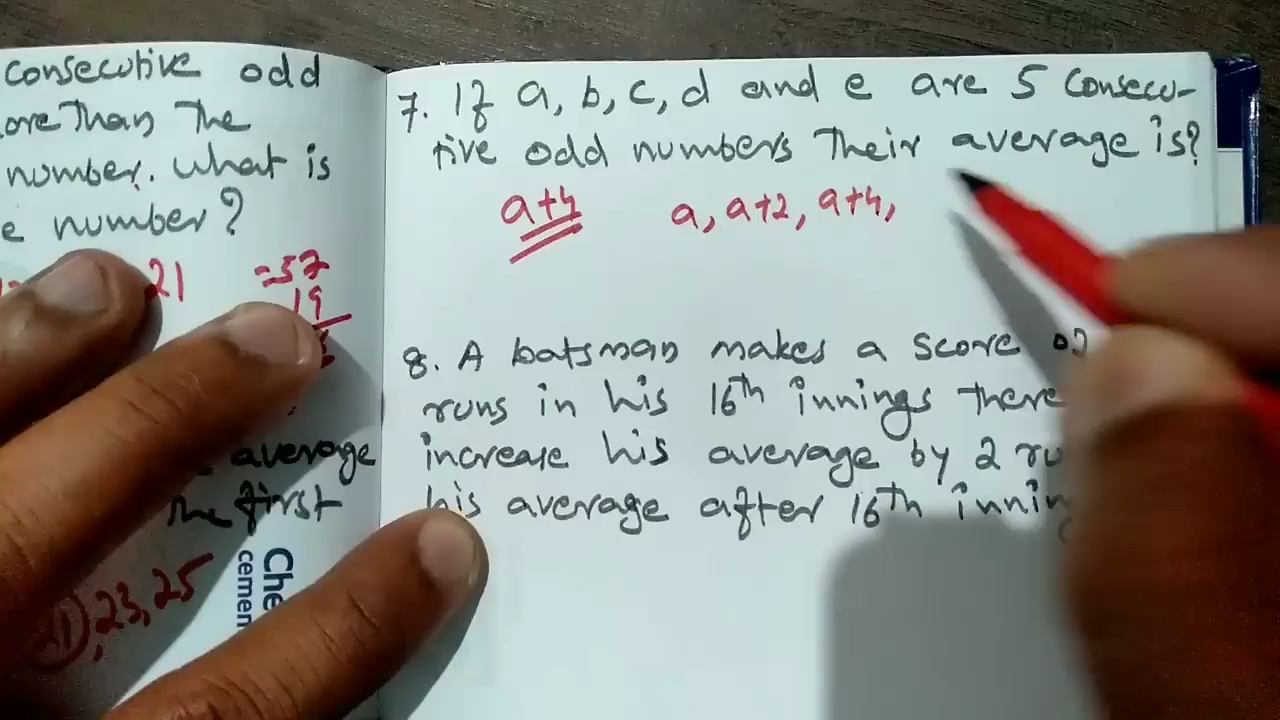 consecutive odd
ore Than The
number. What is
e number?
21 =57
19
average
The first
21, 23, 25
Che
cemen
7. If a, b, c, d and e are 5 consecu-
tive odd numbers Their average is?
a+4 a, a+2, a+4,
8. A batsman makes a score
runs in his 16th innings there
increase his average by 2 ru
his average after 16th innin